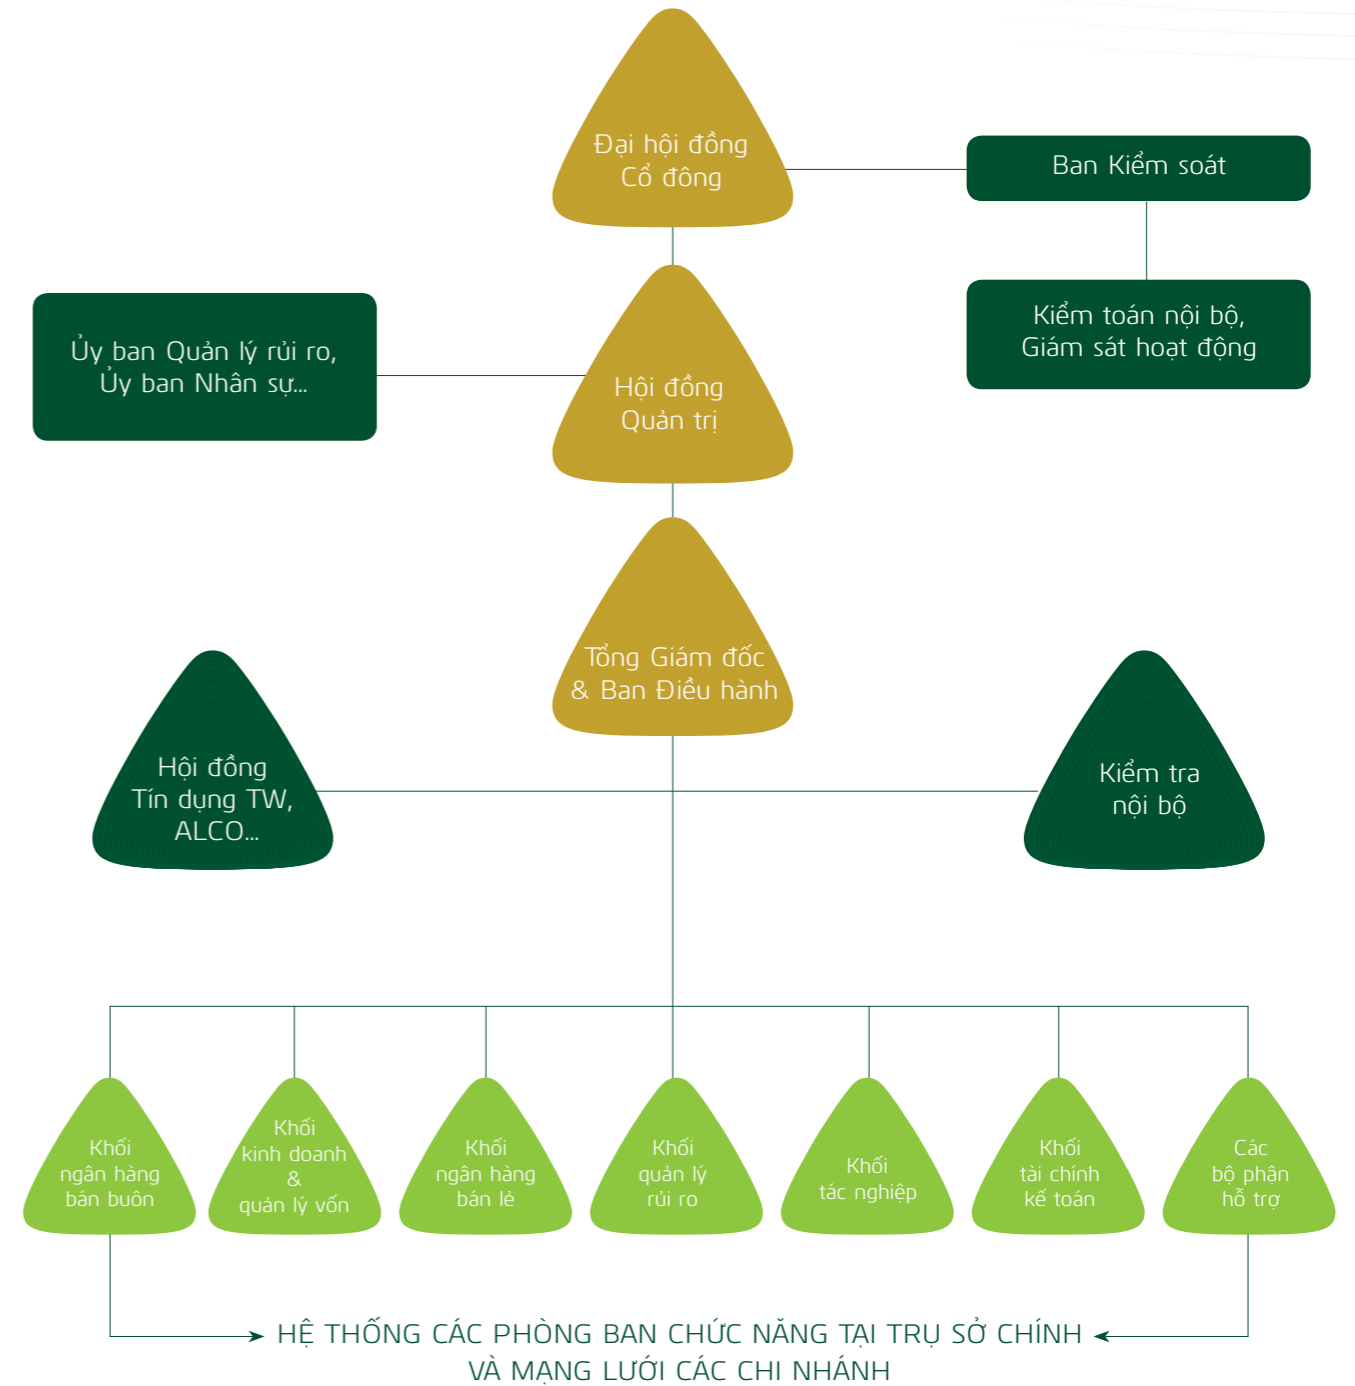 Đại hội đồng
Cổ đông
Ban Kiểm soát
Kiểm toán nội bộ,
Giám sát hoạt động
Ủy ban Quản lý rủi ro,
Ủy ban Nhân sự...
Hội đồng
Quản trị
Tổng Giám đốc
& Ban Điều hành
Hội đồng
Tín dụng TW,
ALCO...
Kiểm tra
nội bộ
Khối
ngân hàng
bán buôn
Khối
kinh doanh
&
quản lý vốn
Khối
ngân hàng
bán lẻ
Khối
quản lý
rủi ro
Khối
tác nghiệp
Khối
tài chính
kế toán
Các
bộ phận
hỗ trợ
HỆ THỐNG CÁC PHÒNG BAN CHỨC NĂNG TẠI TRỤ SỞ CHÍNH
VÀ MẠNG LƯỚI CÁC CHI NHÁNH